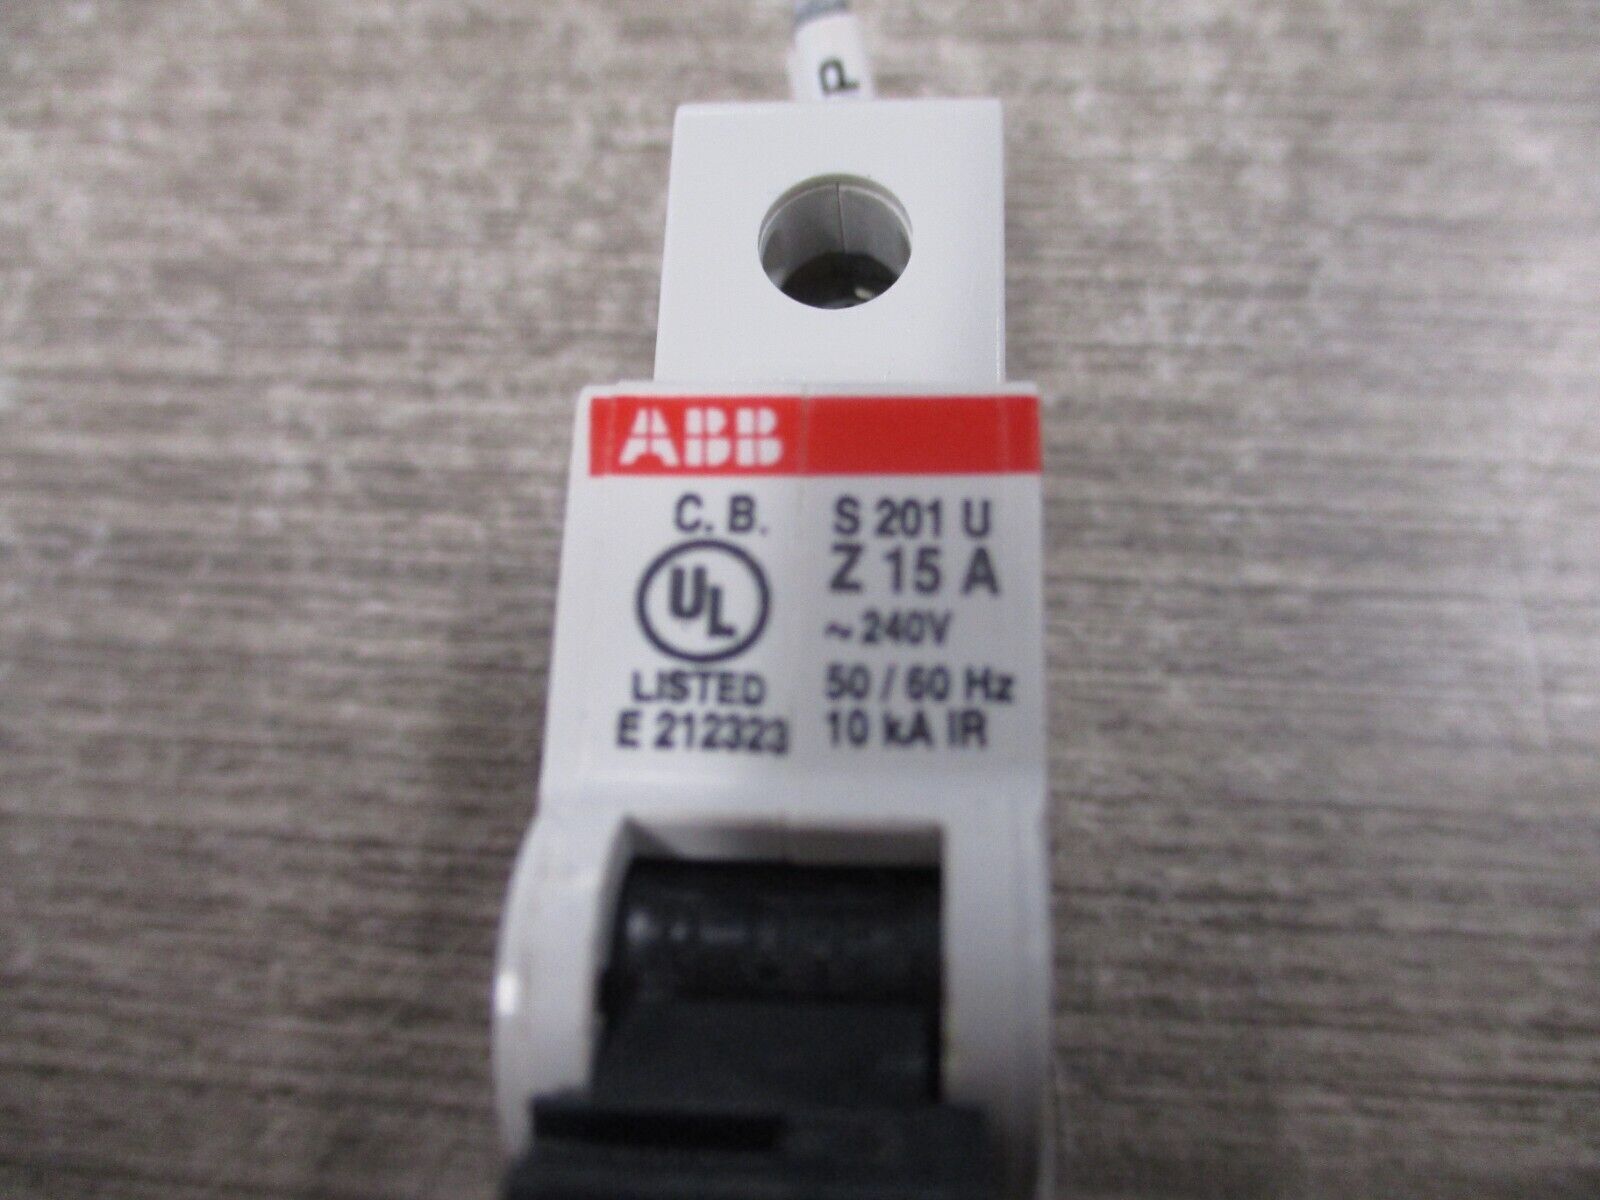 P
ABB
C. B.
UL
LISTED
E 212323
S 201 U
Z 15 A
~ 240V
50 / 60 Hz
10 kA IR